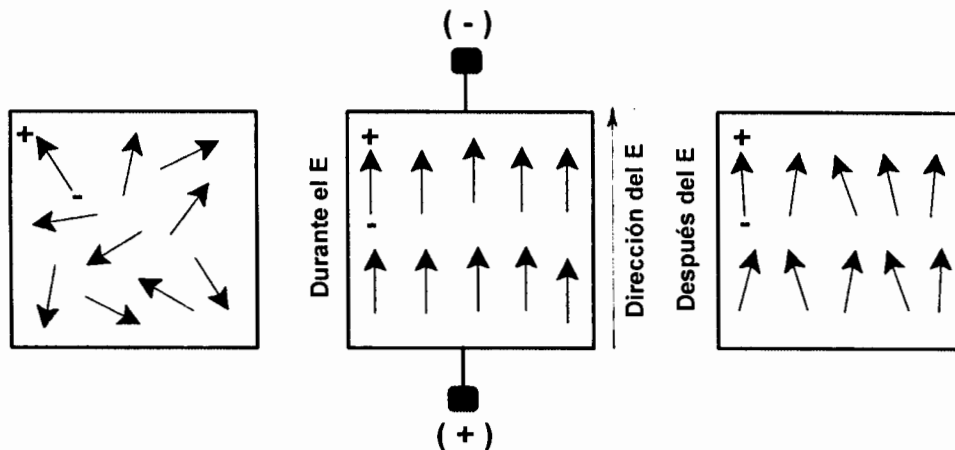 ( - )
+
-
Durante el E
+
-
Dirección del E
Después del E
+
-
( + )